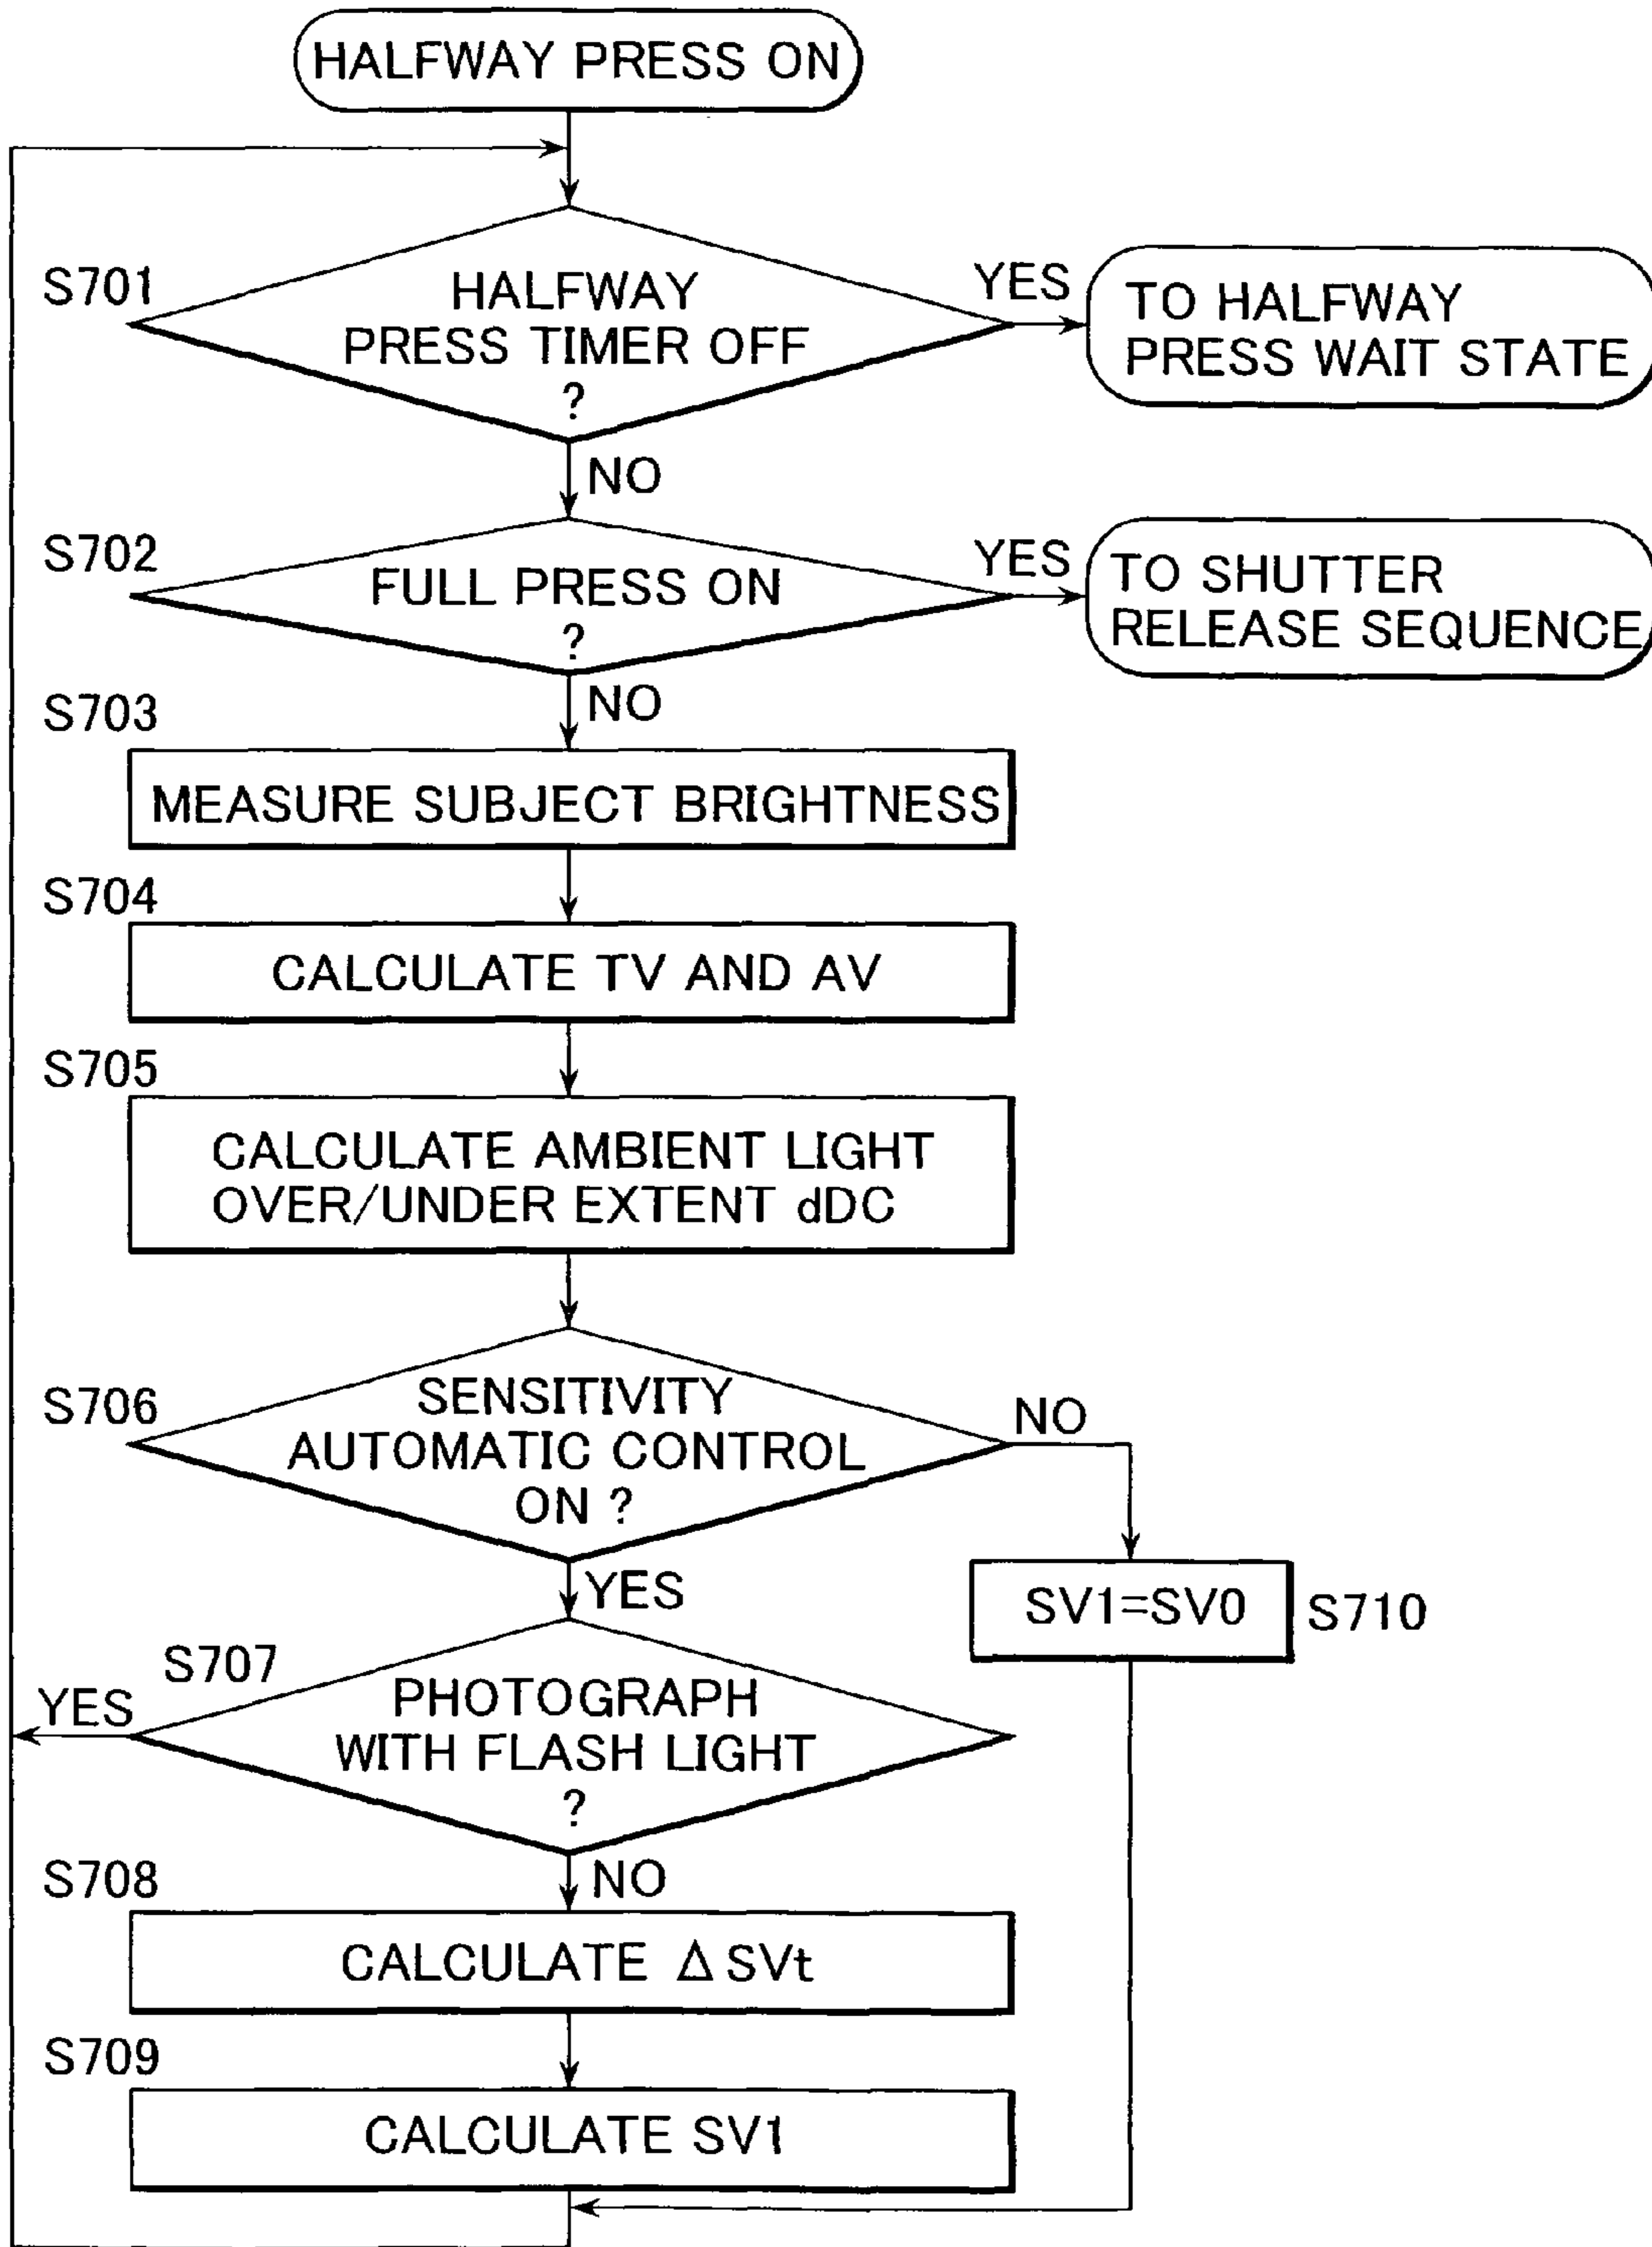 HALFWAY PRESS ON
S701
HALFWAY
PRESS TIMER OFF
?
YES
TO HALFWAY
PRESS WAIT STATE
NO
S702
FULL PRESS ON
?
YES
TO SHUTTER
RELEASE SEQUENCE
NO
S703
MEASURE SUBJECT BRIGHTNESS
S704
CALCULATE TV AND AV
S705
CALCULATE AMBIENT LIGHT
OVER/UNDER EXTENT dDC
S706
SENSITIVITY
AUTOMATIC CONTROL
ON ?
NO
YES
SV1=SV0
S710
S707
YES
PHOTOGRAPH
WITH FLASH LIGHT
?
NO
S708
CALCULATE Δ SVt
S709
CALCULATE SV1